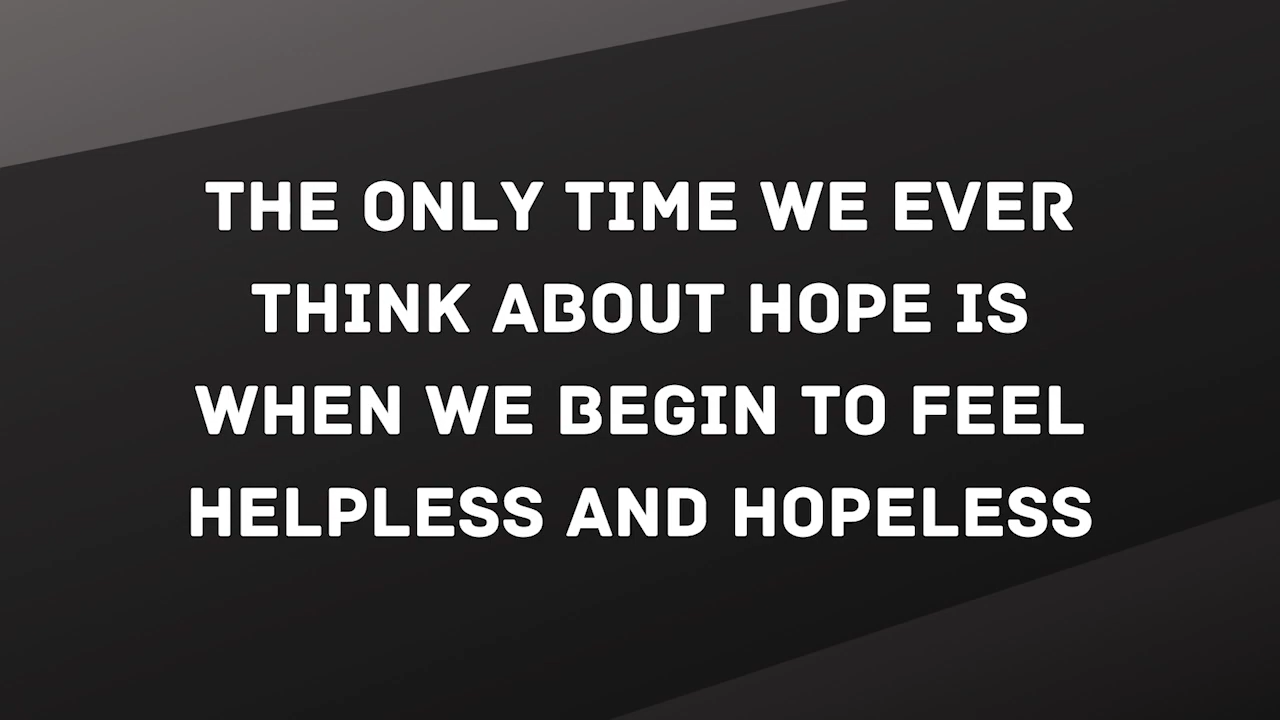 THE ONLY TIME WE EVER
THINK ABOUT HOPE IS
WHEN WE BEGIN TO FEEL
HELPLESS AND HOPELESS